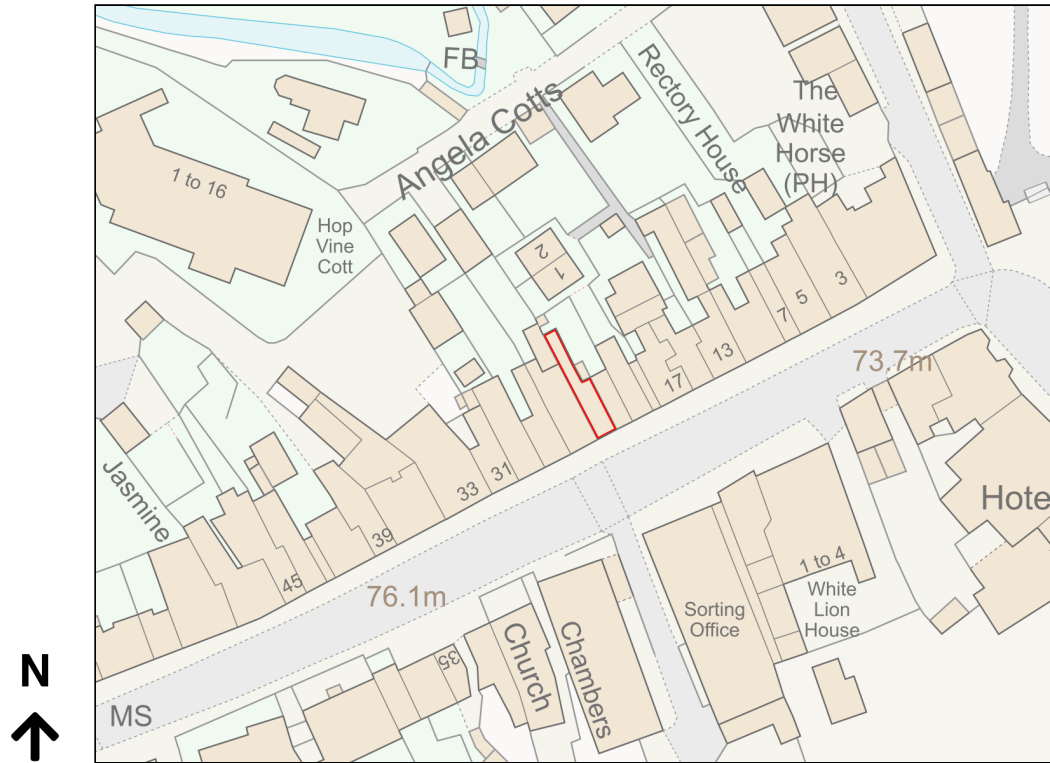 FB
Angela Cotts
Rectory House
The
White
Horse
(PH)
1 to 16
Hop
Vine
Cott
2
1
3
5
7
13
17
73.7m
31
33
39
45
Jasmine
76.1m
Hote
1 to 4
White
Lion
House
Sorting
Office
Church
Chambers
35
MS
N